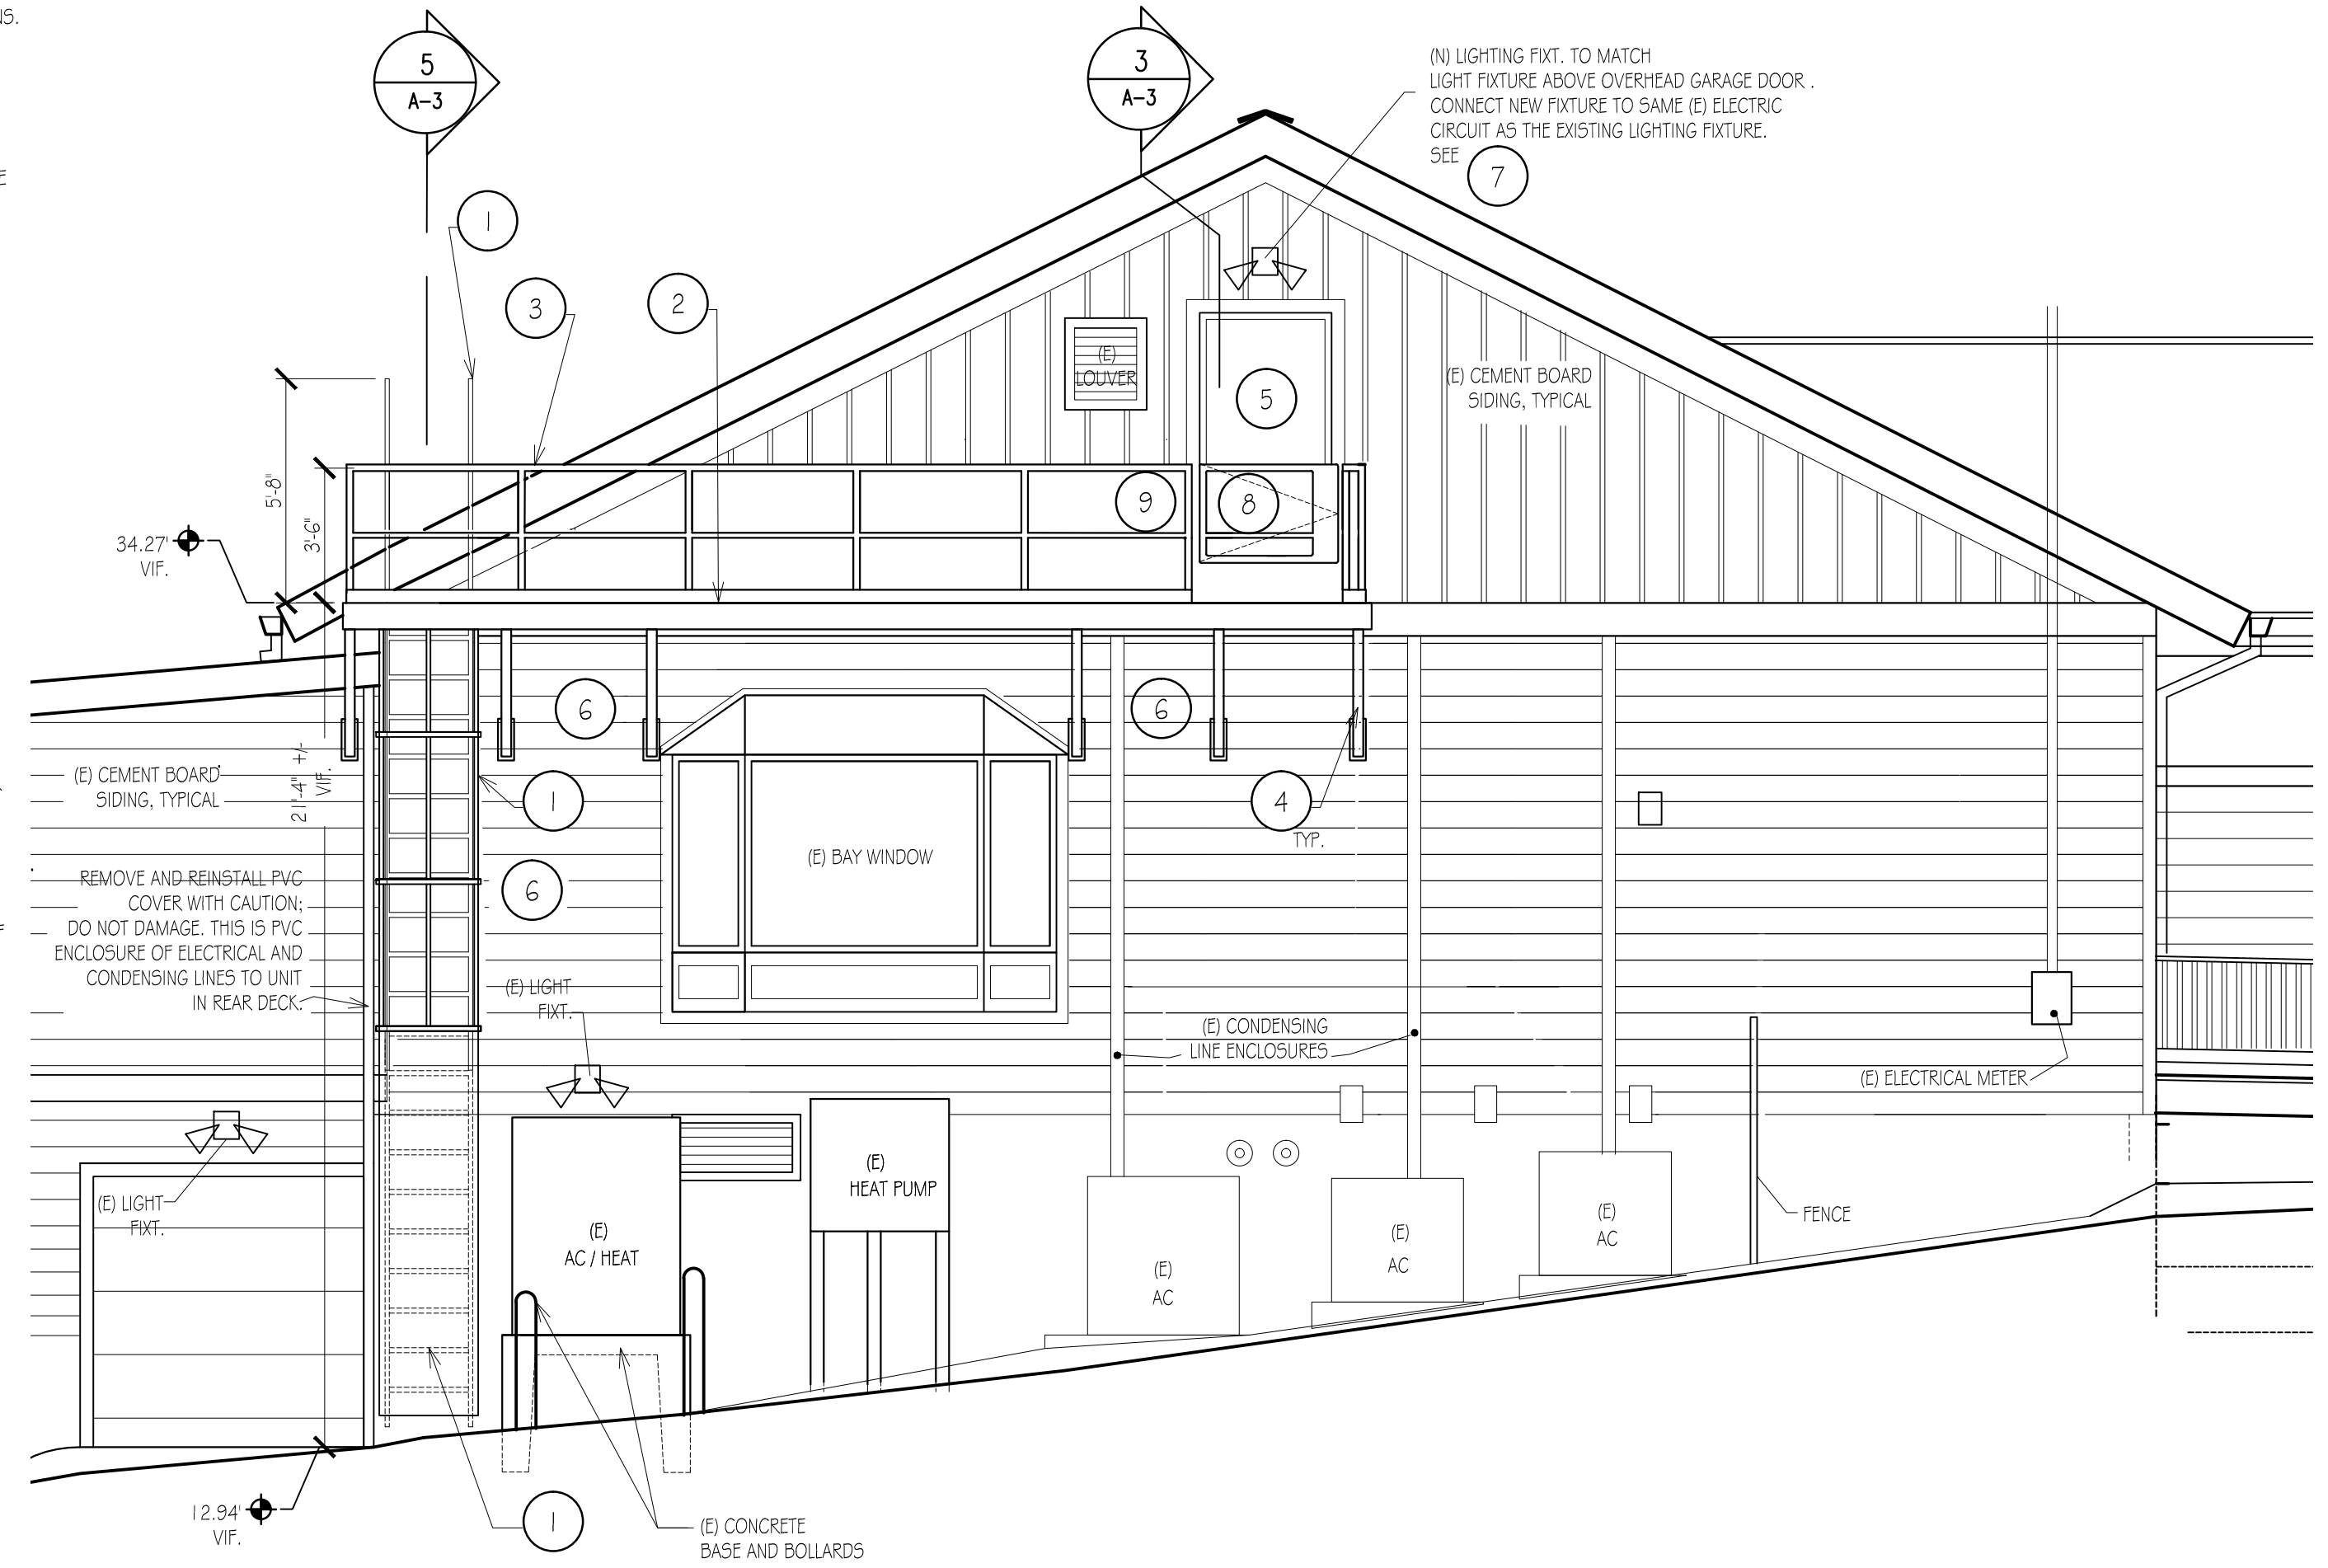 NS.
5
A-3
3
A-3
(N) LIGHTING FIXT. TO MATCH
LIGHT FIXTURE ABOVE OVERHEAD GARAGE DOOR .
CONNECT NEW FIXTURE TO SAME (E) ELECTRIC
CIRCUIT AS THE EXISTING LIGHTING FIXTURE.
SEE
7
E
1
3
2
(E)
LOUVER
5
(E) CEMENT BOARD
SIDING, TYPICAL
5'-8"
3'-6"
9
8
34.27'
VIF.
6
6
(E) CEMENT BOARD
SIDING, TYPICAL
21'-4" +/-
VIF.
1
4
TYP.
(E) BAY WINDOW
REMOVE AND REINSTALL PVC
COVER WITH CAUTION;
DO NOT DAMAGE. THIS IS PVC
ENCLOSURE OF ELECTRICAL AND
CONDENSING LINES TO UNIT
IN REAR DECK.
6
(E) LIGHT
FIXT.
(E) CONDENSING
LINE ENCLOSURES
(E) ELECTRICAL METER
(E) LIGHT
FIXT.
(E)
AC / HEAT
(E)
HEAT PUMP
(E)
AC
(E)
AC
(E)
AC
FENCE
12.94'
VIF.
1
(E) CONCRETE
BASE AND BOLLARDS